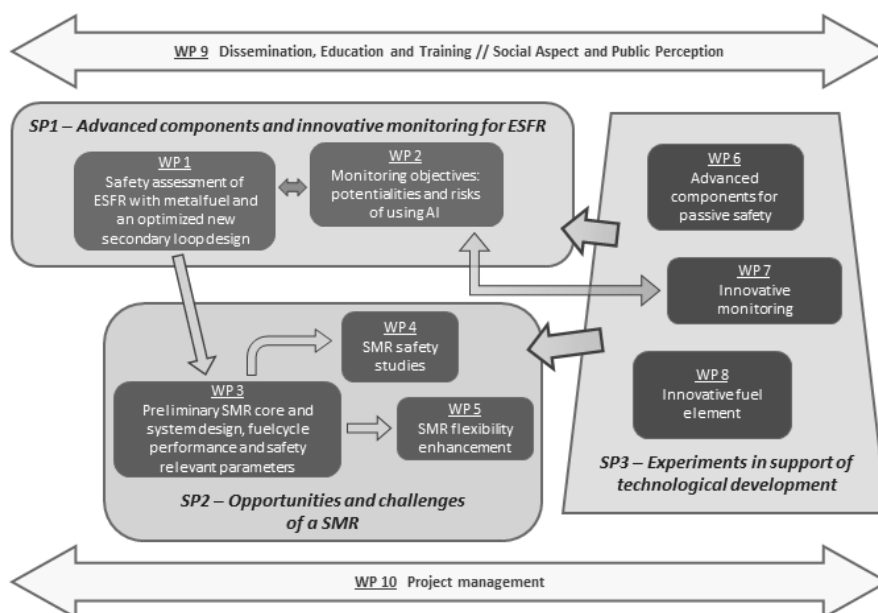 WP 9 Dissemination, Education and Training // Social Aspect and Public Perception
SP1 – Advanced components and innovative monitoring for ESFR
WP 1
Safety assessment of
ESFR with metal fuel and
an optimized new
secondary loop design
WP 2
Monitoring objectives:
potentialities and risks
of using AI
WP 6
Advanced
components for
passive safety
WP 7
Innovative
monitoring
WP 8
Innovative fuel
element
SP3 – Experiments in support of
technological development
WP 4
SMR safety
studies
WP 3
Preliminary SMR core and
system design, fuel cycle
performance and safety
relevant parameters
WP 5
SMR flexibility
enhancement
SP2 – Opportunities and challenges
of a SMR
WP 10 Project management